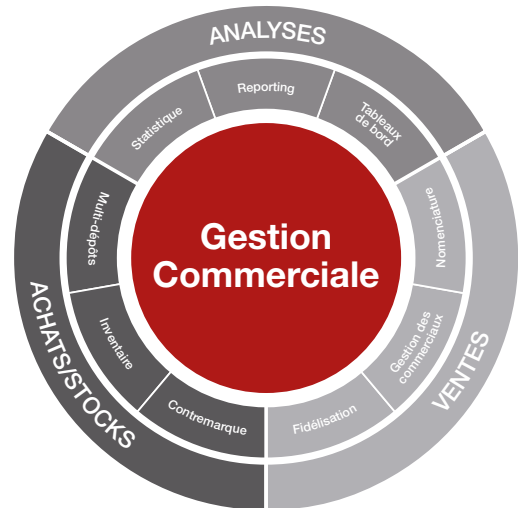 ANALYSES
Statistique
Reporting
Tableaux
de bord
Gestion
Commerciale
ACHATS/STOCKS
Multi-dépôts
Inventaire
Contremarque
VENTES
Nomenclature
Gestion des
commerciaux
Fidélisation